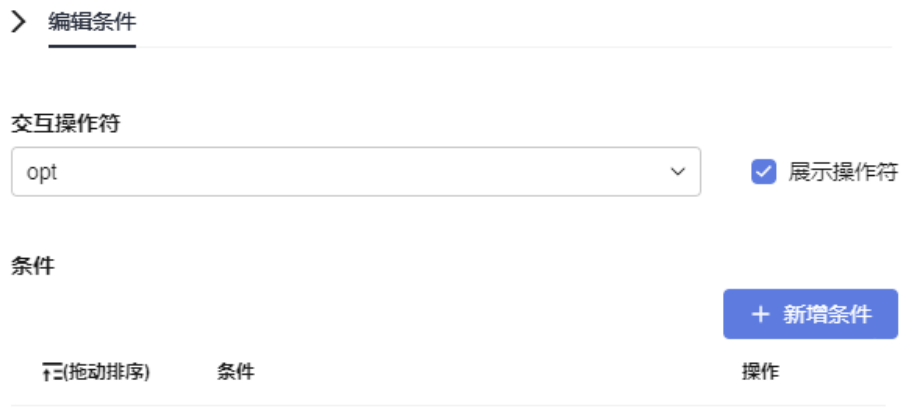 编辑条件
交互操作符
opt
展示操作符
条件
+ 新增条件
(拖动排序) 条件 操作